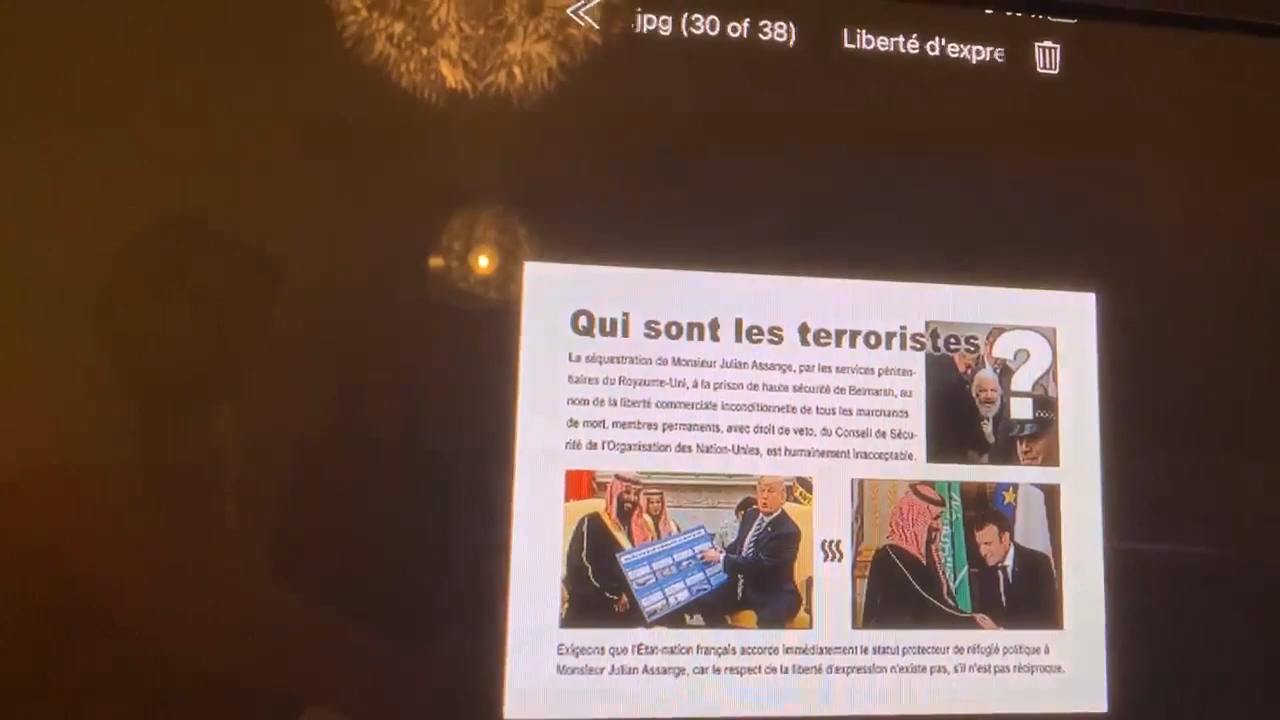 .jpg (30 of 38)
Liberté d'expre
Qui sont les terroristes ?
La séquestration de Monsieur Julian Assange, par les services péniten-
tiaires du Royaume-Uni, à la prison de haute sécurité de Belmarsh, au
nom de la liberté commerciale inconditionnelle de tous les marchands
de mort, membres permanents, avec droit de veto, du Conseil de Sécu-
rité de l'Organisation des Nation-Unies, est humainement inacceptable.
Exigeons que l'État-nation français accorde immédiatement le statut protecteur de réfugié politique à
Monsieur Julian Assange, car le respect de la liberté d'expression n'existe pas, s'il n'est pas réciproque.